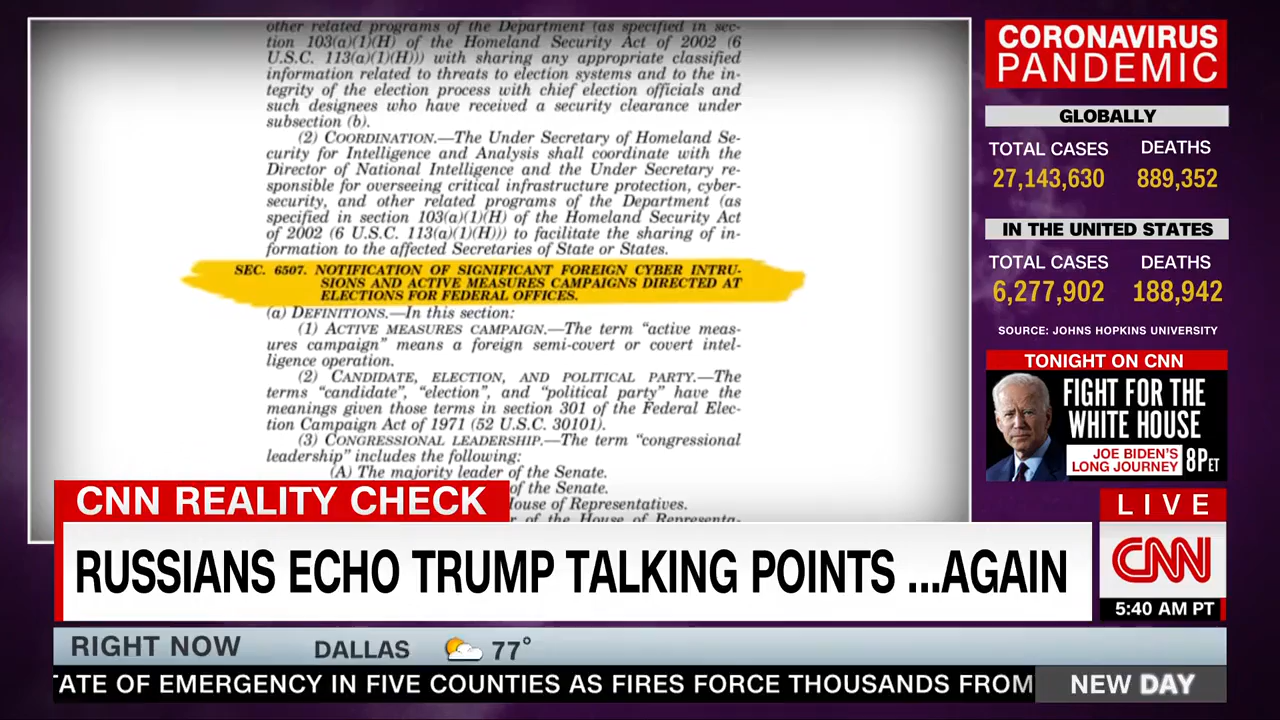 other related programs of the Department (as specified in sec-
tion 103(a)(1)(H) of the Homeland Security Act of 2002 (6
U.S.C. 113(a)(1)(H))) with sharing any appropriate classified
information related to threats to election systems and to the in-
tegrity of the election process with chief election officials and
such designees who have received a security clearance under
subsection (b).
(2) COORDINATION.—The Under Secretary of Homeland Se-
curity for Intelligence and Analysis shall coordinate with the
Director of National Intelligence and the Under Secretary re-
sponsible for overseeing critical infrastructure protection, cyber-
security, and other related programs of the Department (as
specified in section 103(a)(1)(H) of the Homeland Security Act
of 2002 (6 U.S.C. 113(a)(1)(H))) to facilitate the sharing of in-
formation to the affected Secretaries of State or States.
SEC. 6507. NOTIFICATION OF SIGNIFICANT FOREIGN CYBER INTRU-
SIONS AND ACTIVE MEASURES CAMPAIGNS DIRECTED AT
ELECTIONS FOR FEDERAL OFFICES.
(a) DEFINITIONS.—In this section:
(1) ACTIVE MEASURES CAMPAIGN.—The term “active meas-
ures campaign” means a foreign semi-covert or covert intel-
ligence operation.
(2) CANDIDATE, ELECTION, AND POLITICAL PARTY.—The
terms “candidate”, “election”, and “political party” have the
meanings given those terms in section 301 of the Federal Elec-
tion Campaign Act of 1971 (52 U.S.C. 30101).
(3) CONGRESSIONAL LEADERSHIP.—The term “congressional
leadership” includes the following:
(A) The majority leader of the Senate.
of the Senate.
House of Representatives.
of the House of Representa-
CORONAVIRUS
PANDEMIC
GLOBALLY
TOTAL CASES DEATHS
27,143,630 889,352
IN THE UNITED STATES
TOTAL CASES DEATHS
6,277,902 188,942
SOURCE: JOHNS HOPKINS UNIVERSITY
TONIGHT ON CNN
FIGHT FOR THE
WHITE HOUSE
JOE BIDEN'S
LONG JOURNEY
8P ET
CNN REALITY CHECK
RUSSIANS ECHO TRUMP TALKING POINTS ...AGAIN
LIVE
CNN
5:40 AM PT
RIGHT NOW DALLAS 77°
TATE OF EMERGENCY IN FIVE COUNTIES AS FIRES FORCE THOUSANDS FROM
NEW DAY